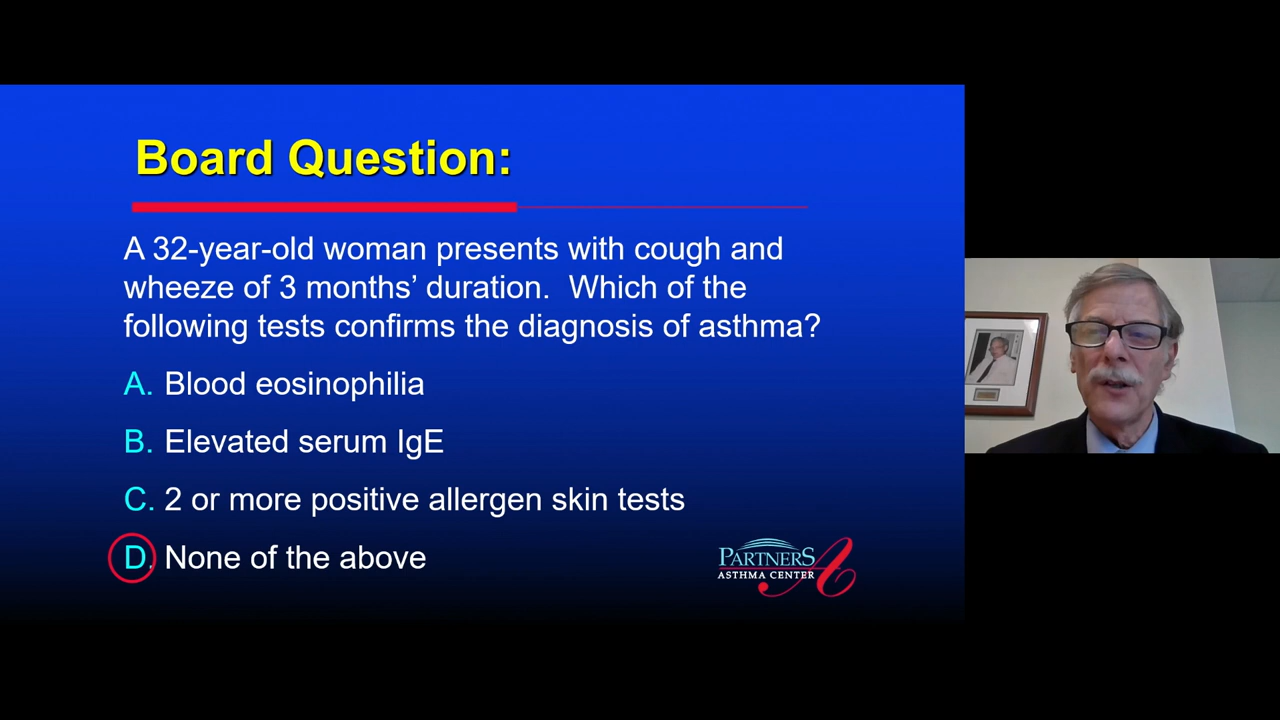 Board Question:
A 32-year-old woman presents with cough and
wheeze of 3 months’ duration.  Which of the
following tests confirms the diagnosis of asthma?
A. Blood eosinophilia
B. Elevated serum IgE
C. 2 or more positive allergen skin tests
D. None of the above
PARTNERS
ASTHMA CENTER